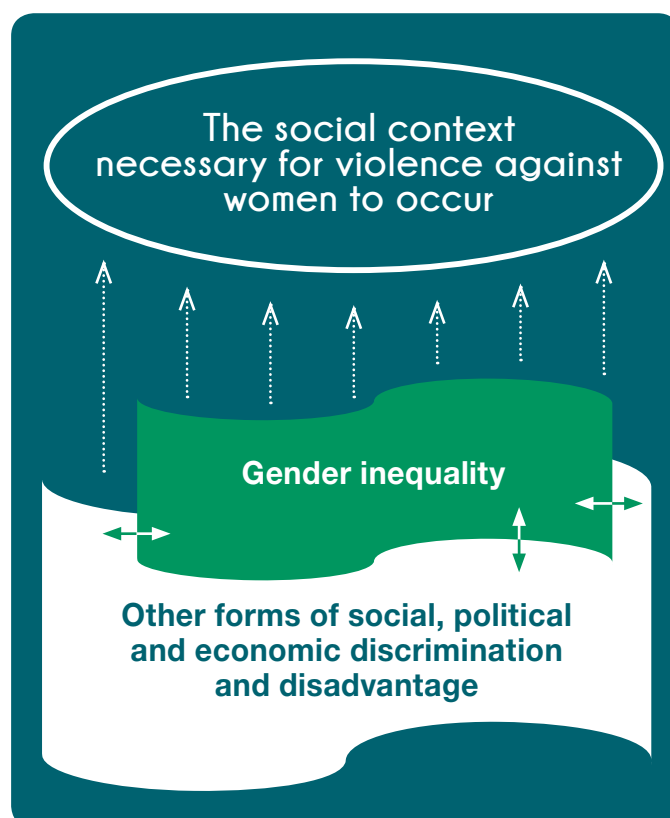 The social context
necessary for violence against
women to occur
Gender inequality
Other forms of social, political
and economic discrimination
and disadvantage